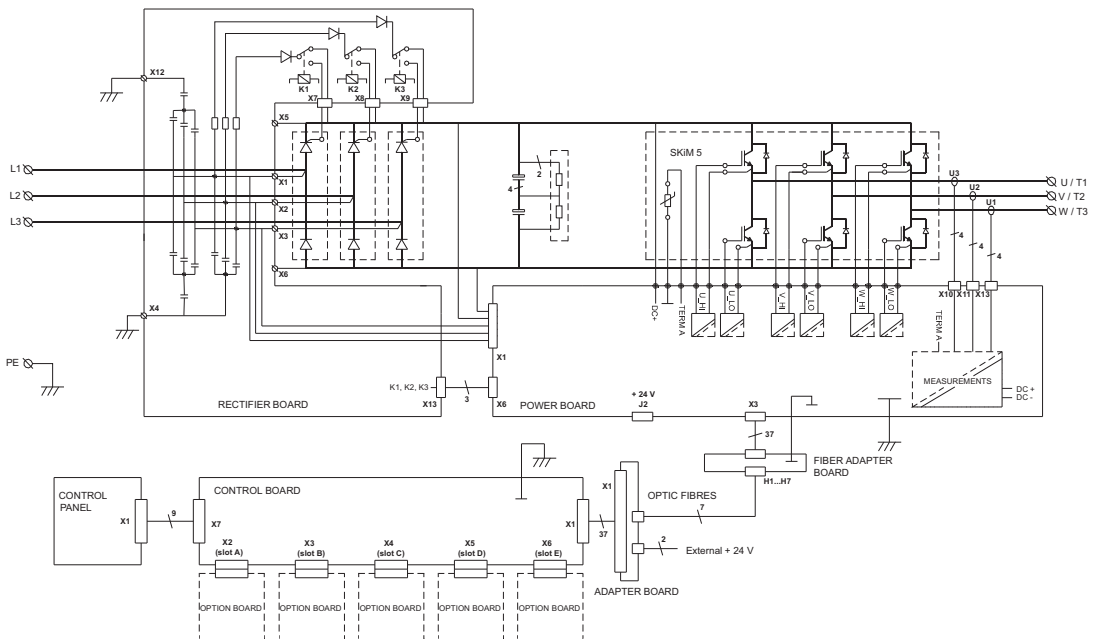 X12
K1
K2
K3
X7
X8
X9
X5
L1
X1
L2
X2
L3
X3
X6
X4
PE
2
4
SKiM 5
U3
U2
U1
U / T1
V / T2
W / T3
4
4
4
X10
X11
X13
DC+
TERM A
U_HI
U_LO
V_HI
V_LO
W_HI
W_LO
TERM A
MEASUREMENTS
DC +
DC -
X1
K1, K2, K3
3
X13
X6
RECTIFIER BOARD
POWER BOARD
+ 24 V
J2
X3
37
FIBER ADAPTER
BOARD
H1...H7
CONTROL
PANEL
X1
9
X7
CONTROL BOARD
X1
37
X1
OPTIC FIBRES
7
2
External + 24 V
ADAPTER BOARD
X2
(slot A)
X3
(slot B)
X4
(slot C)
X5
(slot D)
X6
(slot E)
OPTION BOARD
OPTION BOARD
OPTION BOARD
OPTION BOARD
OPTION BOARD